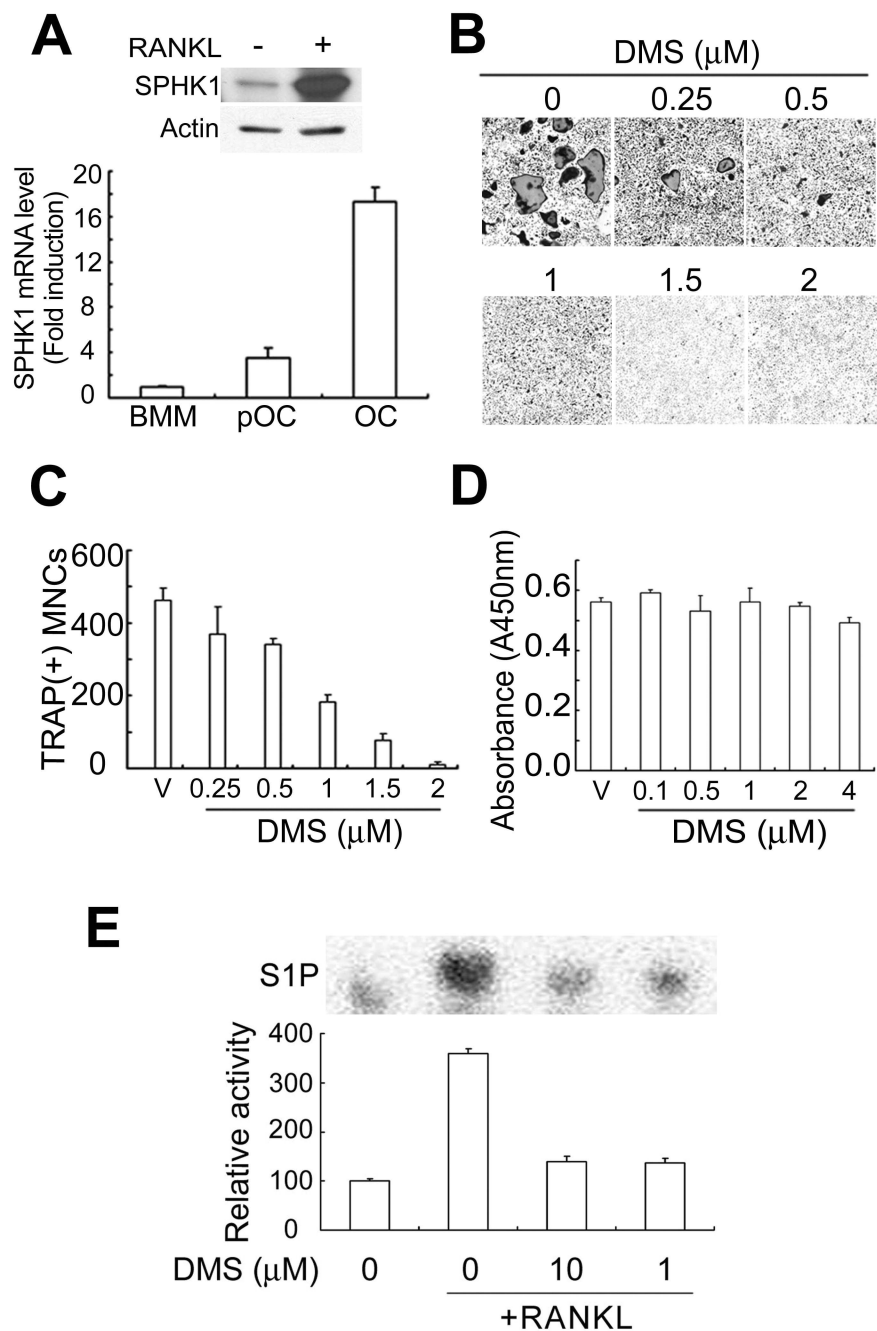 A
RANKL - +
SPHK1
Actin
SPHK1 mRNA level
(Fold induction)
20
16
12
8
4
0
BMM pOC OC
B
DMS (μM)
0 0.25 0.5
1 1.5 2
C
TRAP(+) MNCs
600
400
200
0
V 0.25 0.5 1 1.5 2
DMS (μM)
D
Absorbance (A450nm)
0.6
0.4
0.2
0.0
V 0.1 0.5 1 2 4
DMS (μM)
E
S1P
Relative activity
400
300
200
100
0
DMS (μM) 0 0 10 1
+RANKL